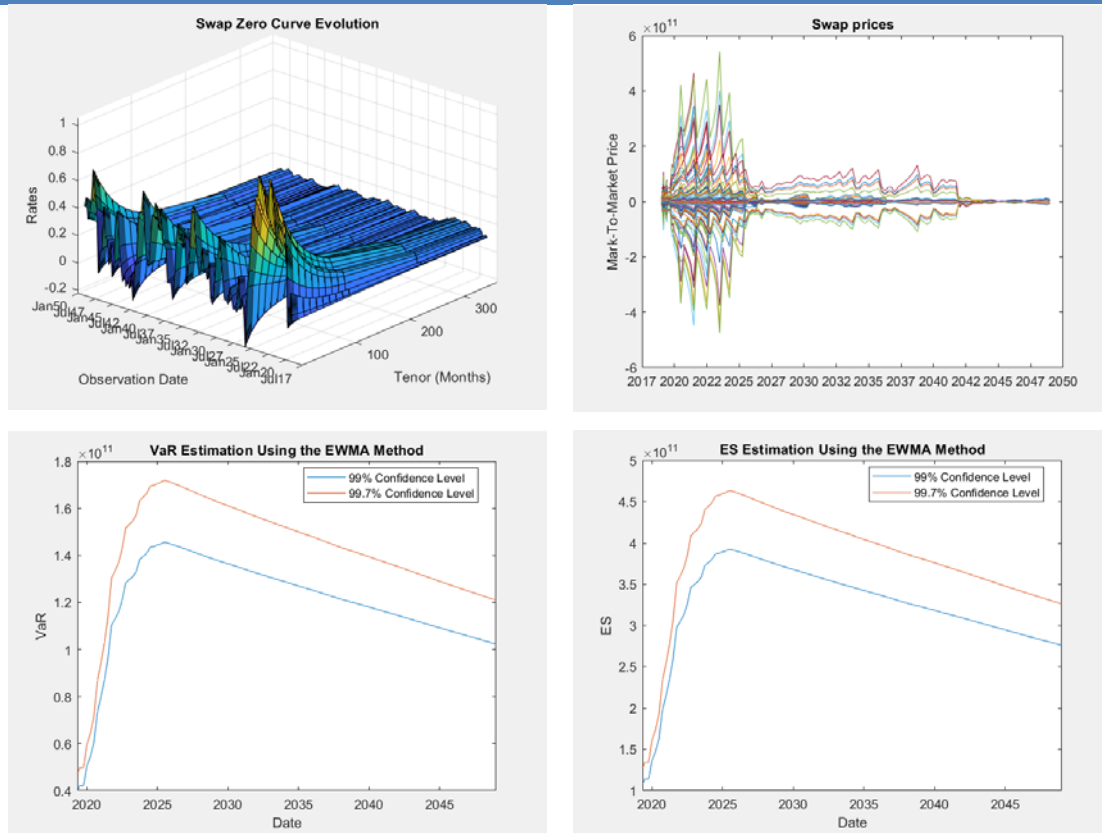 Swap Zero Curve Evolution
1
0.8
0.6
0.4
0.2
0
-0.2
Rates
Jan50
Jul47
Jan45
Jul42
Jan40
Jul37
Jan35
Jul32
Jan30
Jul27
Jan25
Jul22
Jan20
Jul17
Observation Date
100
200
300
Tenor (Months)
Swap prices
×10^11
6
4
2
0
-2
-4
-6
Mark-To-Market Price
2017 2020 2022 2025 2027 2030 2032 2035 2037 2040 2042 2045 2047 2050
VaR Estimation Using the EWMA Method
×10^11
1.8
1.6
1.4
1.2
1
0.8
0.6
0.4
VaR
99% Confidence Level
99.7% Confidence Level
2020 2025 2030 2035 2040 2045
Date
ES Estimation Using the EWMA Method
×10^11
5
4.5
4
3.5
3
2.5
2
1.5
1
ES
99% Confidence Level
99.7% Confidence Level
2020 2025 2030 2035 2040 2045
Date